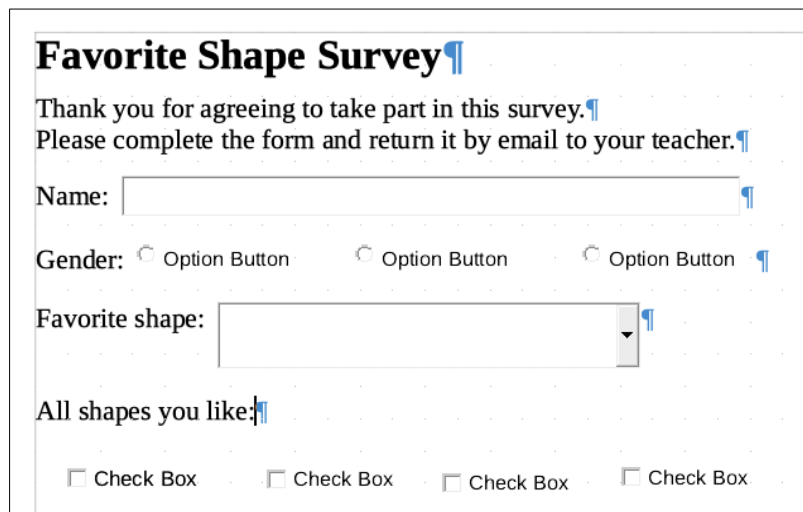 Favorite Shape Survey¶
Thank you for agreeing to take part in this survey.¶
Please complete the form and return it by email to your teacher.¶
Name: ¶
Gender: Option Button Option Button Option Button ¶
Favorite shape: ¶
All shapes you like:¶
Check Box Check Box Check Box Check Box